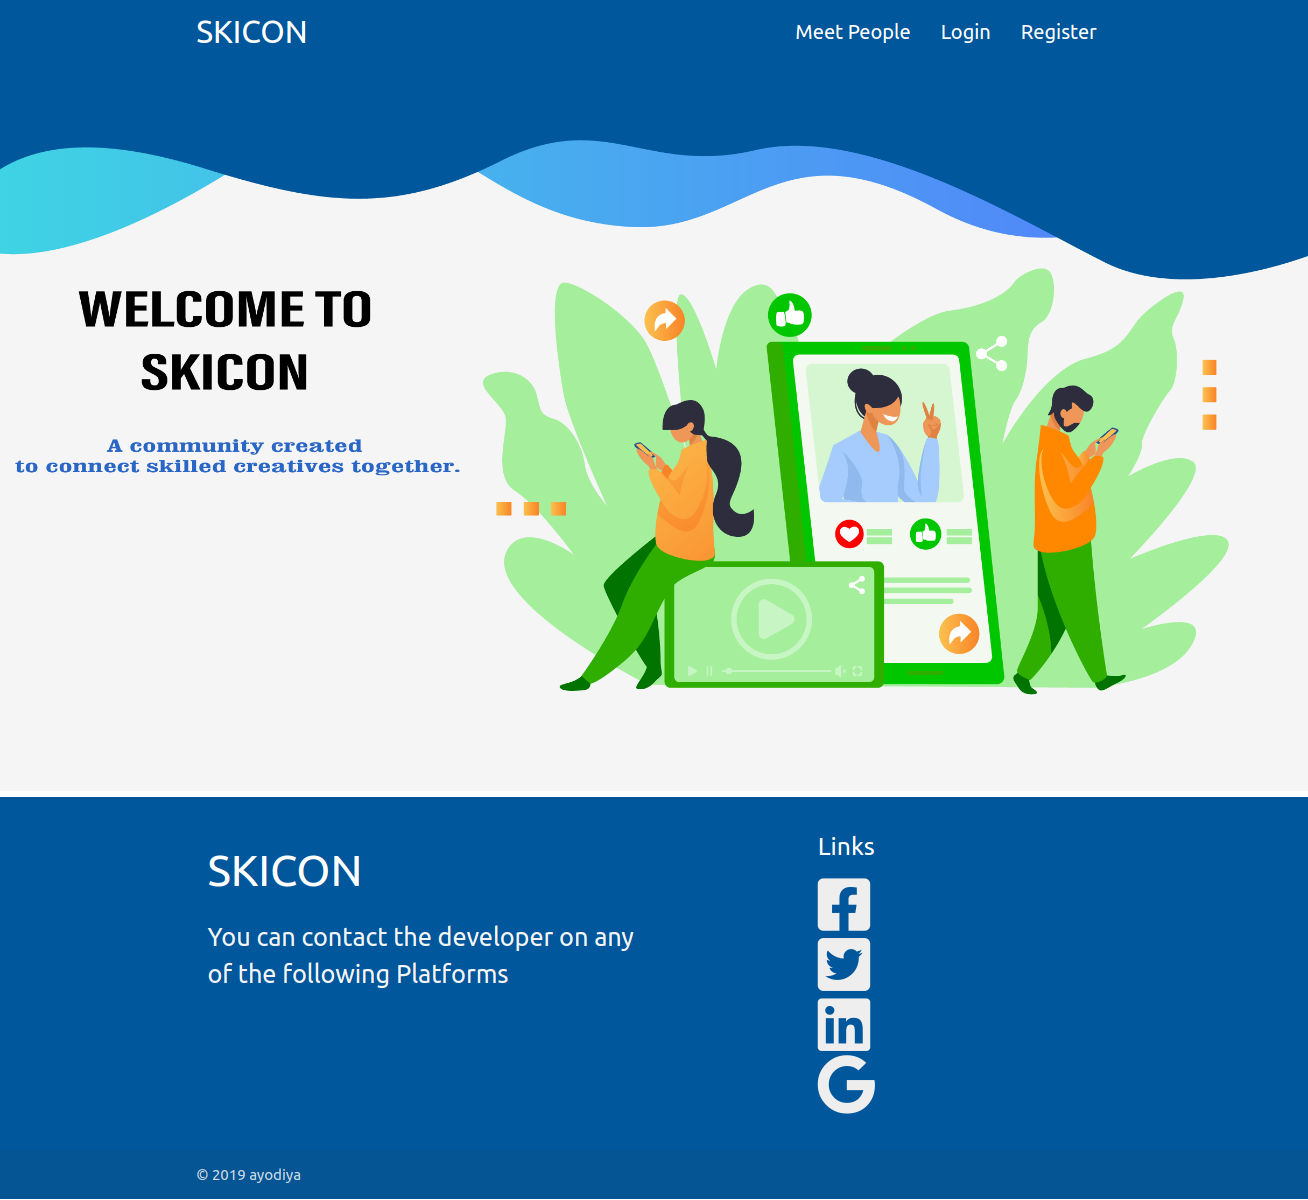 SKICON
Meet People
Login
Register
WELCOME TO
SKICON
A community created
to connect skilled creatives together.
SKICON
You can contact the developer on any
of the following Platforms
Links
© 2019 ayodiya